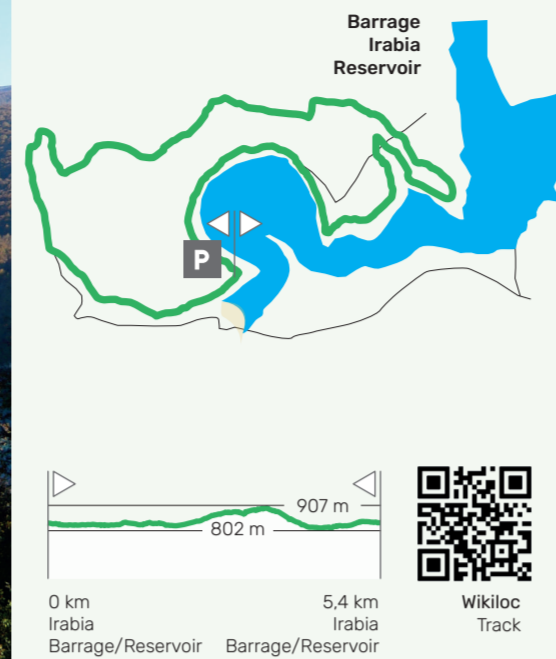 Barrage
Irabia
Reservoir
P
907 m
802 m
0 km
Irabia
Barrage/Reservoir
5,4 km
Irabia
Barrage/Reservoir
Wikiloc
Track